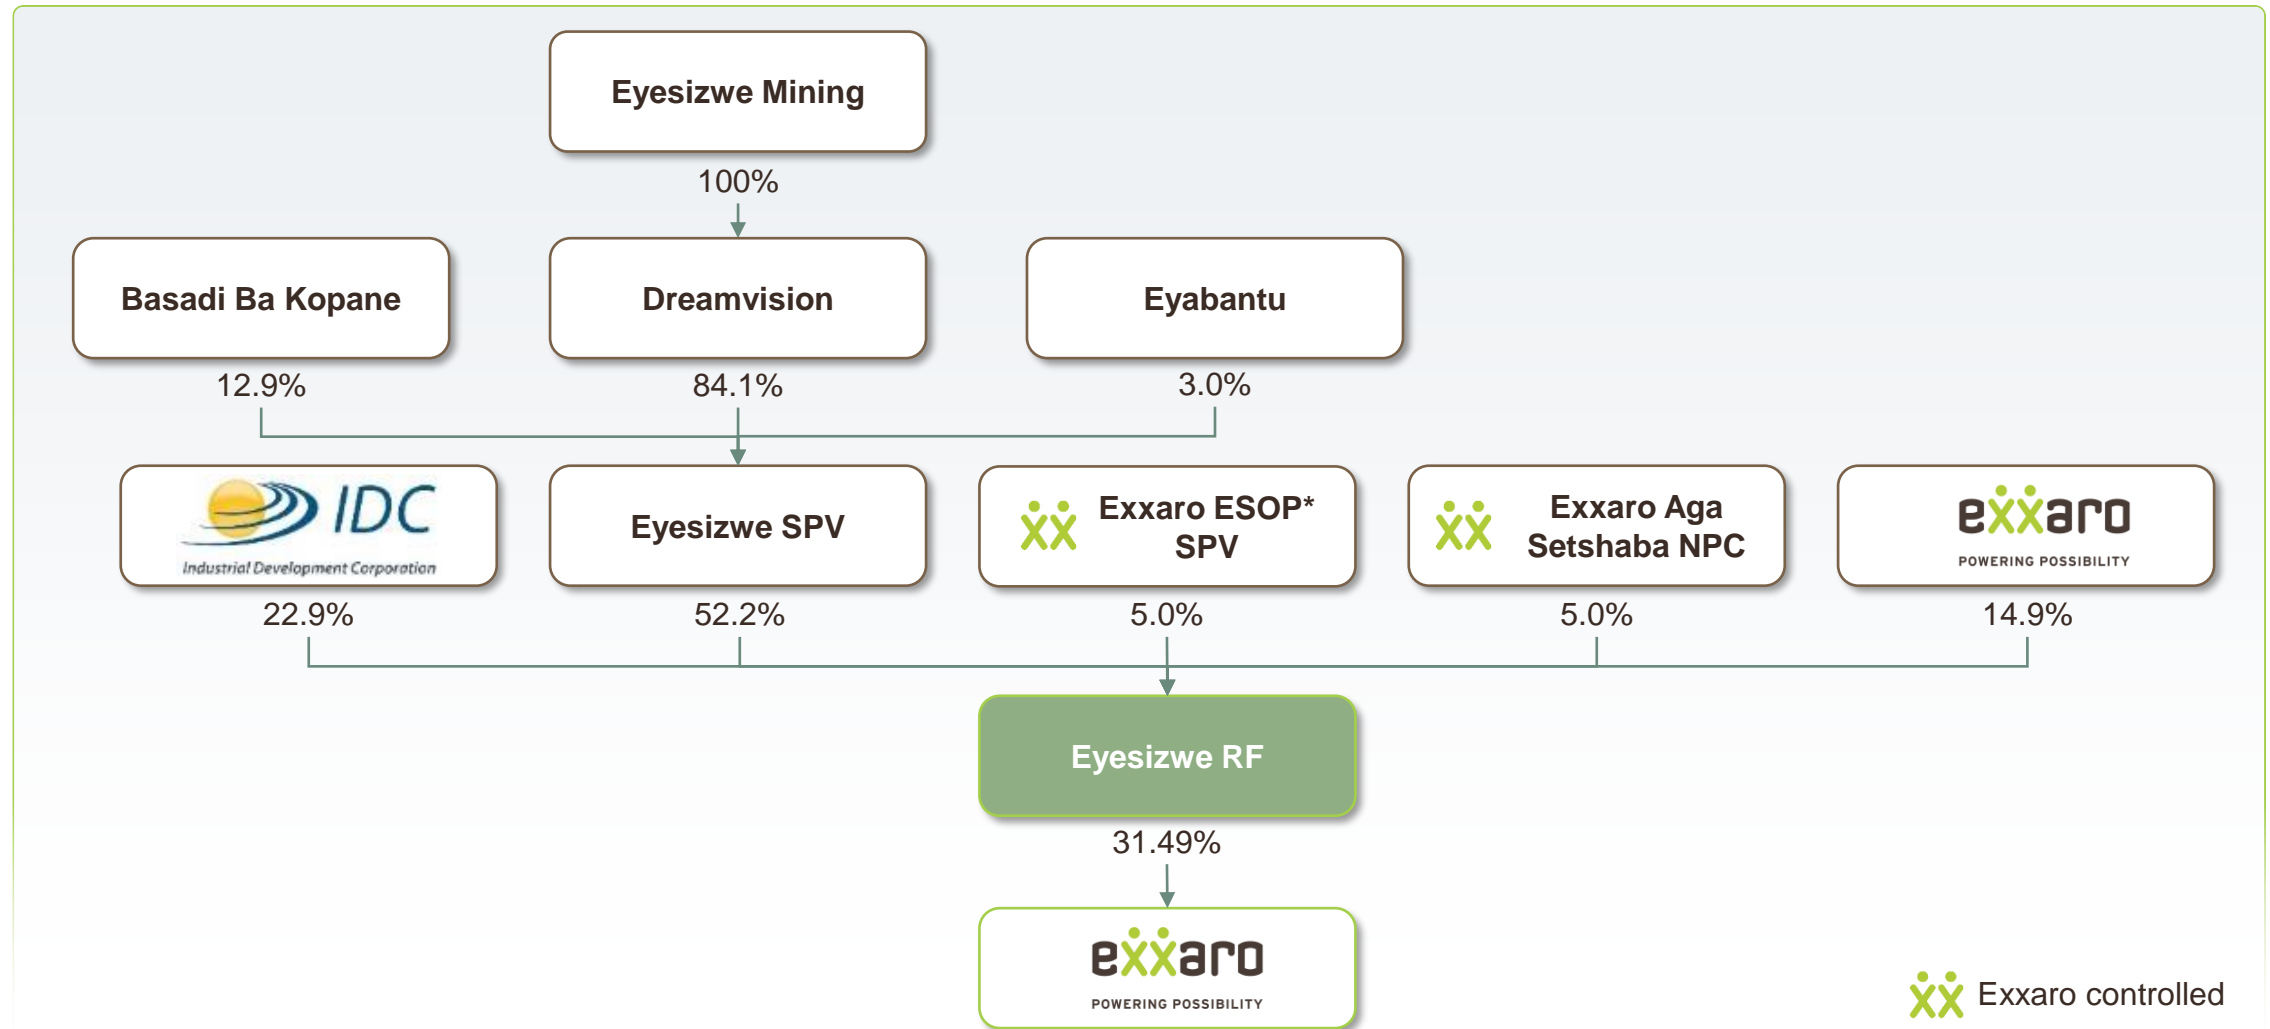 Eyesizwe Mining
100%
Basadi Ba Kopane
Dreamvision
Eyabantu
12.9%
84.1%
3.0%
IDC
Industrial Development Corporation
Eyesizwe SPV
Exxaro ESOP*
SPV
Exxaro Aga
Setshaba NPC
exxaro
POWERING POSSIBILITY
22.9%
52.2%
5.0%
5.0%
14.9%
Eyesizwe RF
31.49%
exxaro
POWERING POSSIBILITY
Exxaro controlled